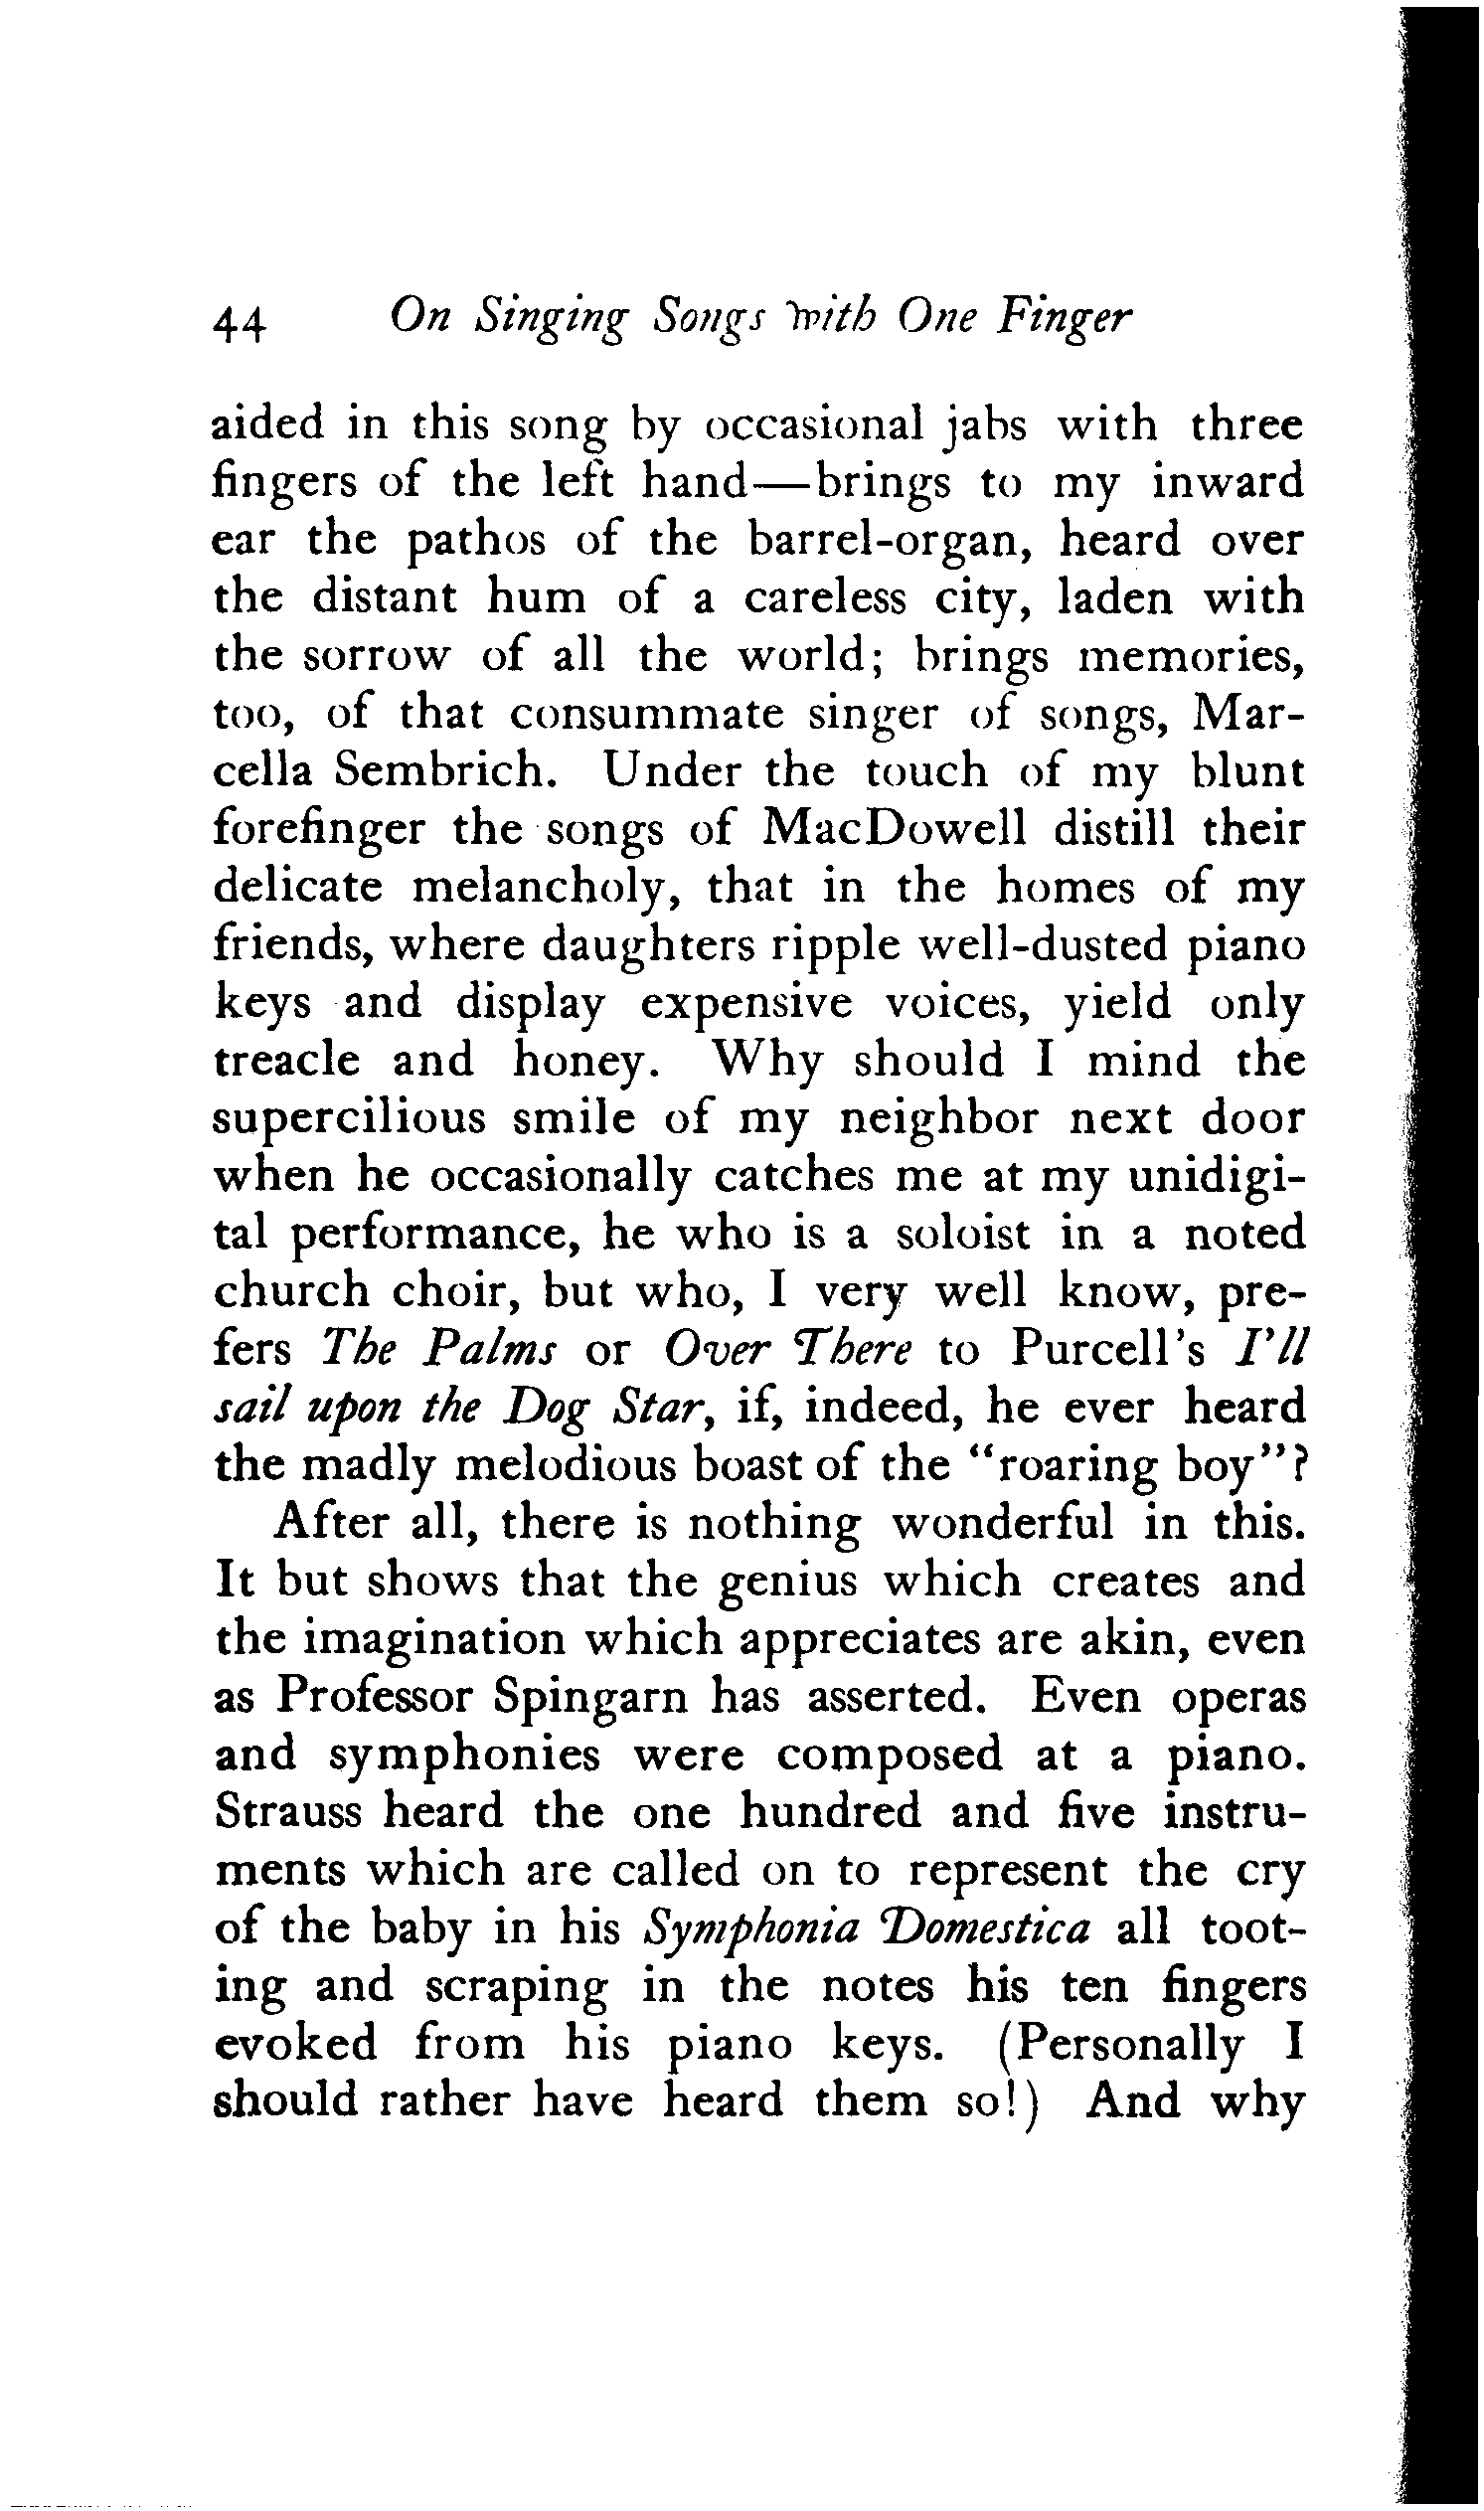 44 On Singing Songs With One Finger
aided in this song by occasional jabs with three
fingers of the left hand—brings to my inward
ear the pathos of the barrel-organ, heard over
the distant hum of a careless city, laden with
the sorrow of all the world; brings memories,
too, of that consummate singer of songs, Mar-
cella Sembrich. Under the touch of my blunt
forefinger the songs of MacDowell distill their
delicate melancholy, that in the homes of my
friends, where daughters ripple well-dusted piano
keys and display expensive voices, yield only
treacle and honey. Why should I mind the
supercilious smile of my neighbor next door
when he occasionally catches me at my unidigi-
tal performance, he who is a soloist in a noted
church choir, but who, I very well know, pre-
fers The Palms or Over There to Purcell's I'll
sail upon the Dog Star, if, indeed, he ever heard
the madly melodious boast of the "roaring boy"?
After all, there is nothing wonderful in this.
It but shows that the genius which creates and
the imagination which appreciates are akin, even
as Professor Spingarn has asserted. Even operas
and symphonies were composed at a piano.
Strauss heard the one hundred and five instru-
ments which are called on to represent the cry
of the baby in his Symphonia Domestica all toot-
ing and scraping in the notes his ten fingers
evoked from his piano keys. (Personally I
should rather have heard them so!) And why